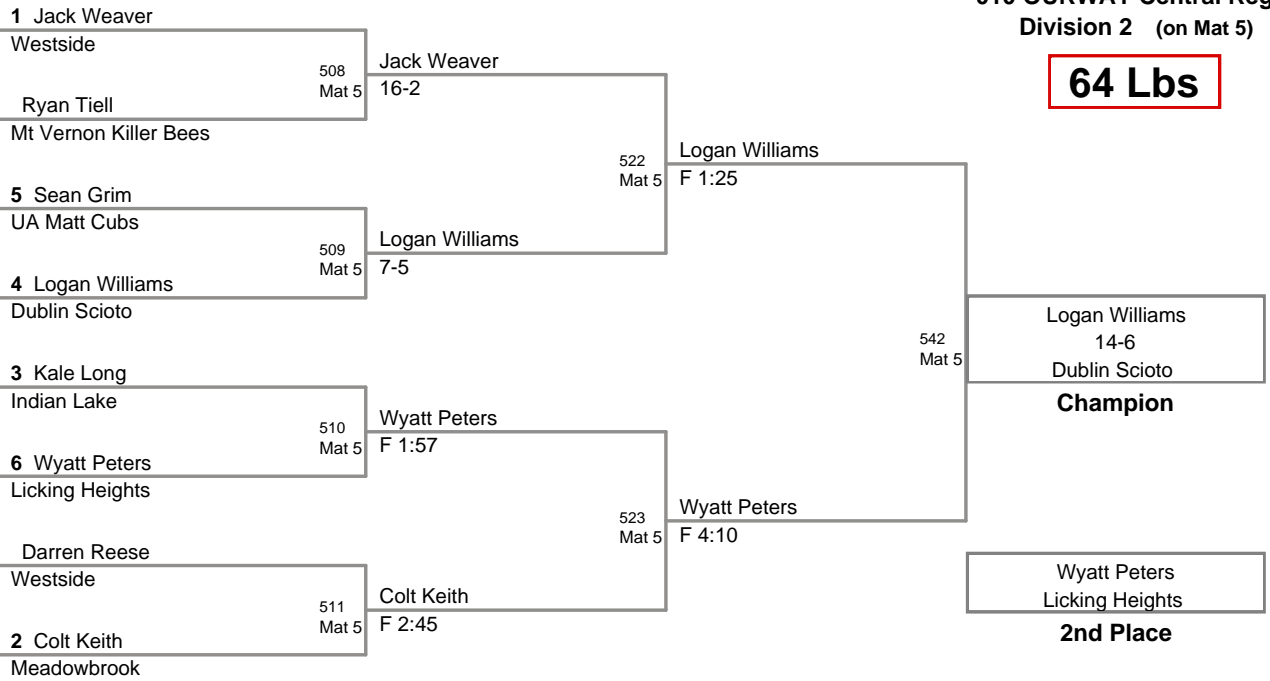 1 Jack Weaver
Westside
508
Mat 5
Jack Weaver
16-2
Ryan Tiell
Mt Vernon Killer Bees
5 Sean Grim
UA Matt Cubs
509
Mat 5
Logan Williams
7-5
4 Logan Williams
Dublin Scioto
522
Mat 5
Logan Williams
F 1:25
3 Kale Long
Indian Lake
510
Mat 5
Wyatt Peters
F 1:57
6 Wyatt Peters
Licking Heights
Darren Reese
Westside
511
Mat 5
Colt Keith
F 2:45
2 Colt Keith
Meadowbrook
523
Mat 5
Wyatt Peters
F 4:10
542
Mat 5
Division 2 (on Mat 5)
64 Lbs
Logan Williams
14-6
Dublin Scioto
Champion
Wyatt Peters
Licking Heights
2nd Place